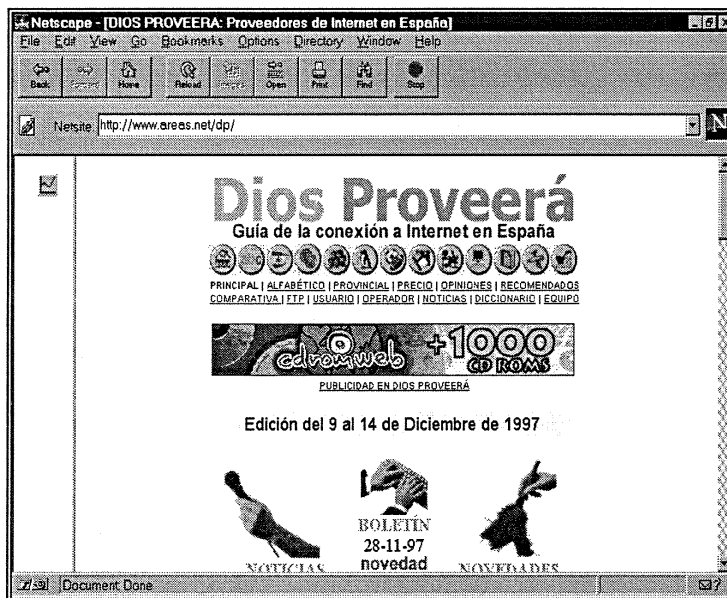 Netscape - [DIOS PROVEERA: Proveedores de Internet en España]
File Edit View Go Bookmarks Options Directory Window Help
Back Forward Home Reload Images Open Print Find Stop
Netsite: http://www.areas.net/dp/
N
Dios Proveerá
Guía de la conexión a Internet en España
PRINCIPAL | ALFABÉTICO | PROVINCIAL | PRECIO | OPINIONES | RECOMENDADOS
COMPARATIVA | FTP | USUARIO | OPERADOR | NOTICIAS | DICCIONARIO | EQUIPO
cdromweb +1000 CD ROMS
PUBLICIDAD EN DIOS PROVEERÁ
Edición del 9 al 14 de Diciembre de 1997
BOLETÍN
28-11-97
novedad
NOTICIAS NOVEDADES
Document: Done